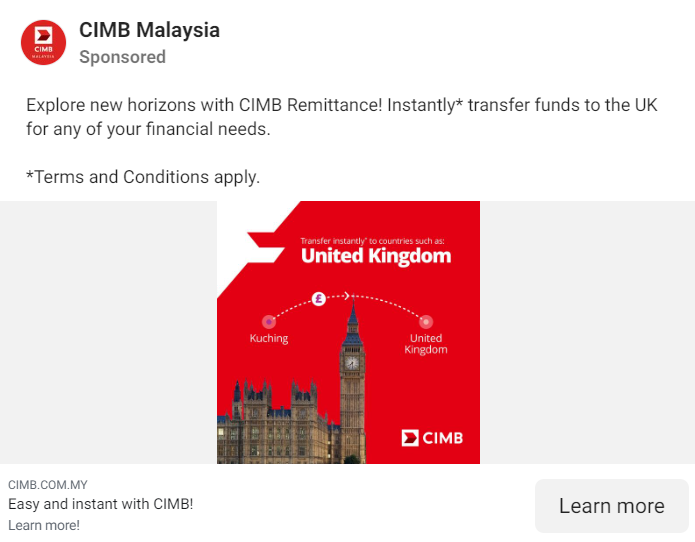 CIMB
MALAYSIA
CIMB Malaysia
Sponsored
Explore new horizons with CIMB Remittance! Instantly* transfer funds to the UK
for any of your financial needs.
*Terms and Conditions apply.
Transfer instantly* to countries such as:
United Kingdom
£
Kuching
United
Kingdom
CIMB
CIMB.COM.MY
Easy and instant with CIMB!
Learn more!
Learn more